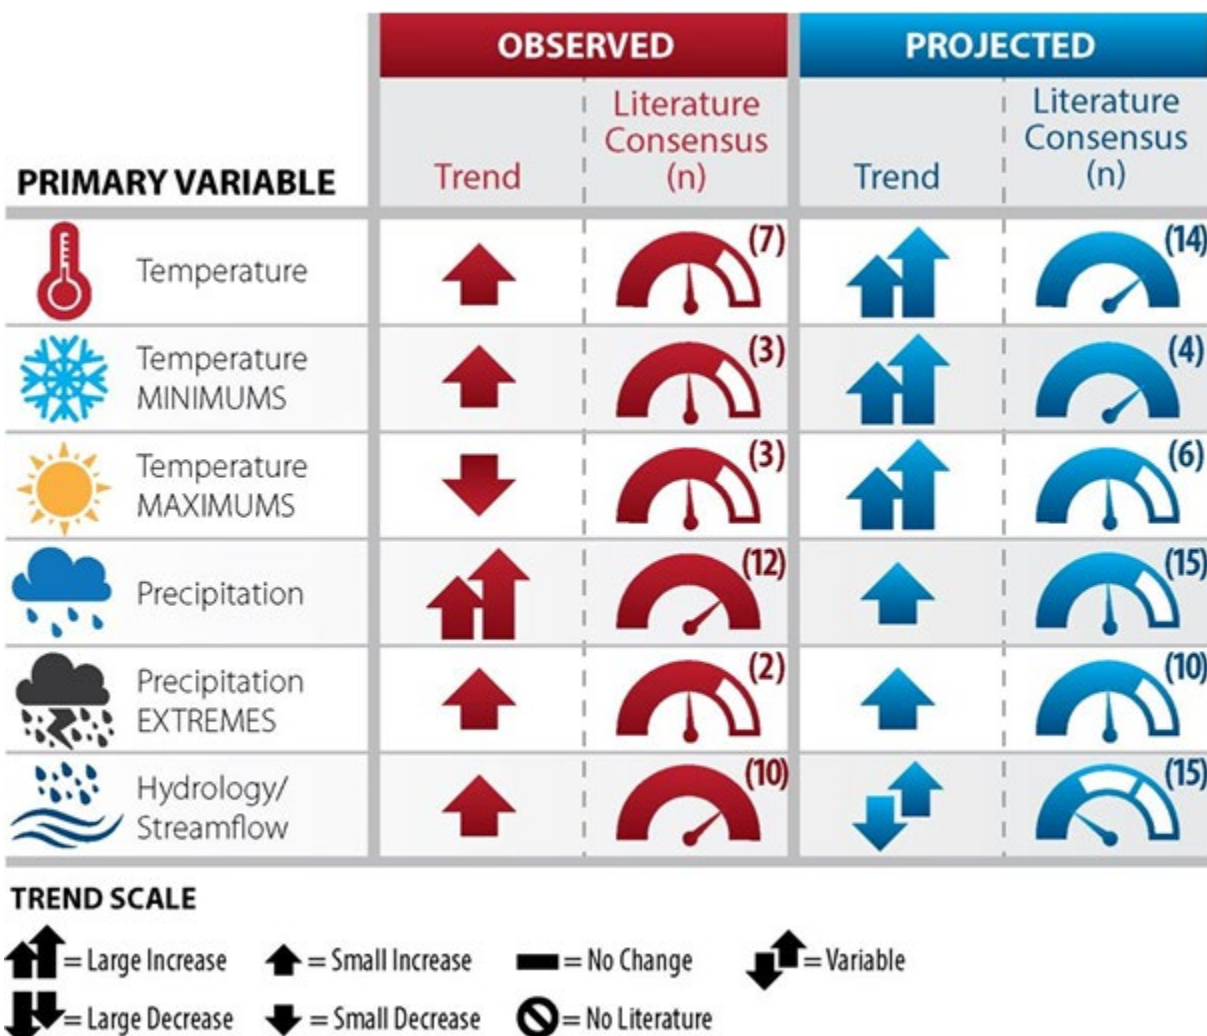 OBSERVED PROJECTED
PRIMARY VARIABLE
Trend
Literature
Consensus
(n)
Trend
Literature
Consensus
(n)
Temperature (7) (14)
Temperature
MINIMUMS (3) (4)
Temperature
MAXIMUMS (3) (6)
Precipitation (12) (15)
Precipitation
EXTREMES (2) (10)
Hydrology/
Streamflow (10) (15)
TREND SCALE
= Large Increase = Small Increase = No Change = Variable
= Large Decrease = Small Decrease = No Literature